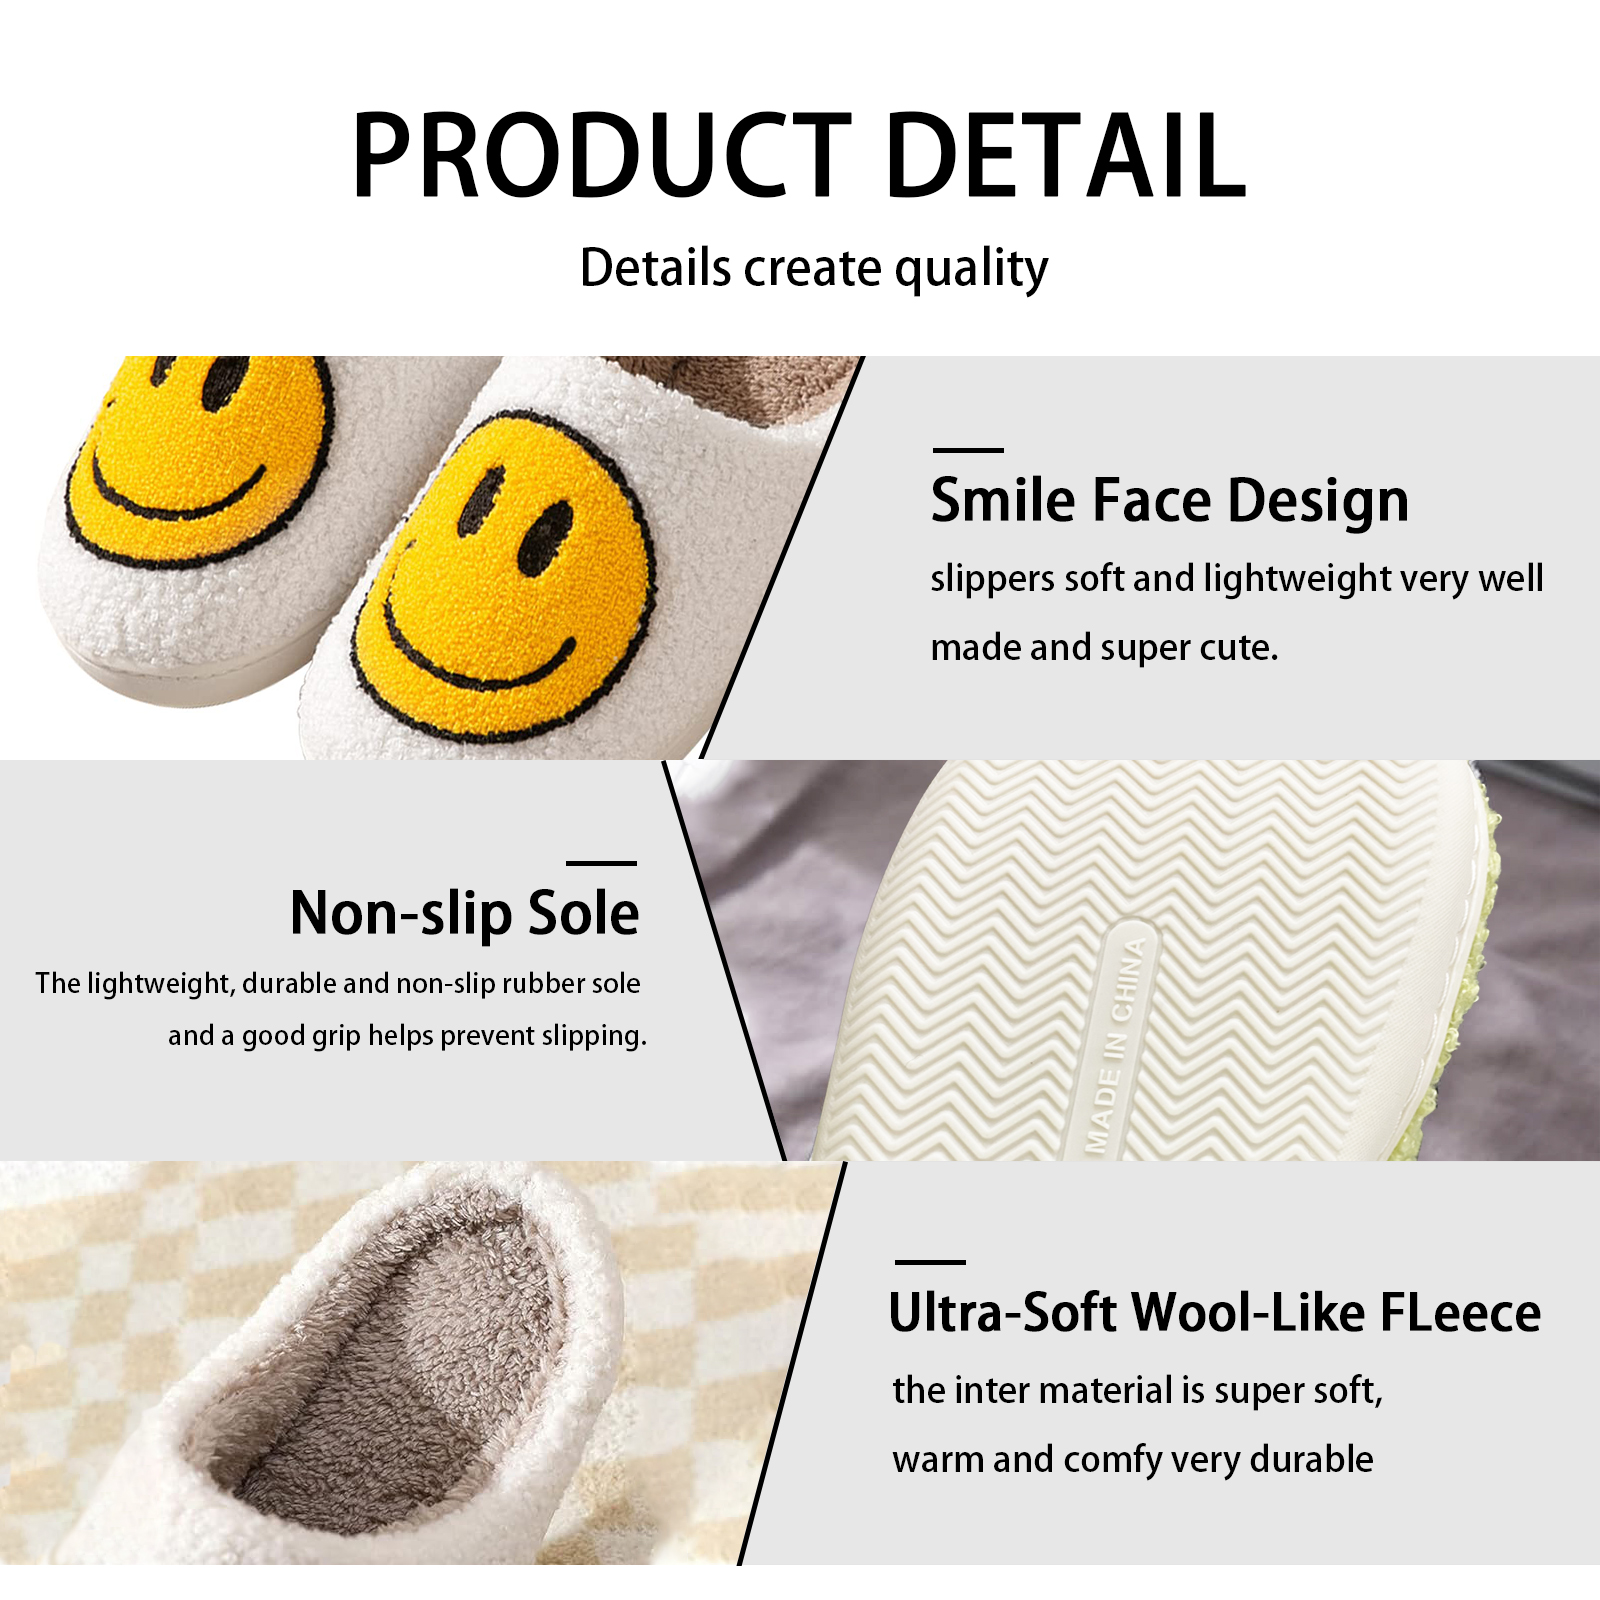 PRODUCT DETAIL
Details create quality
Smile Face Design
slippers soft and lightweight very well
made and super cute.
Non-slip Sole
The lightweight, durable and non-slip rubber sole
and a good grip helps prevent slipping.
MADE IN CHINA
Ultra-Soft Wool-Like FLeece
the inter material is super soft,
warm and comfy very durable